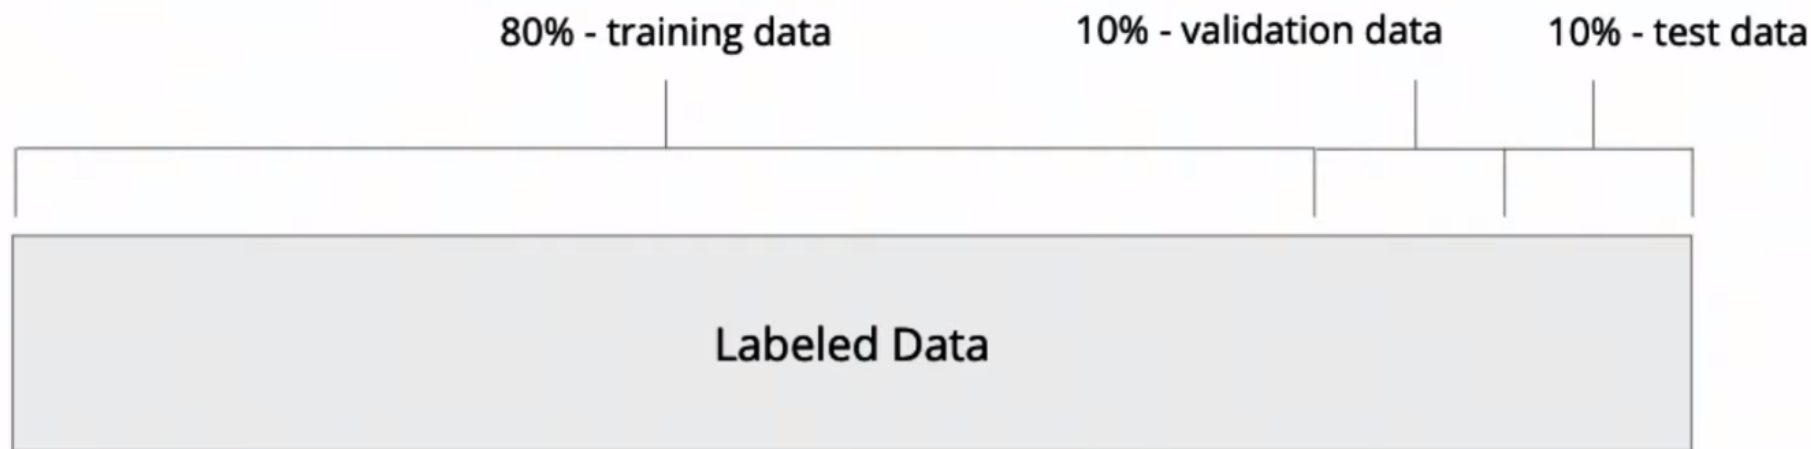 80% - training data
10% - validation data
10% - test data
Labeled Data